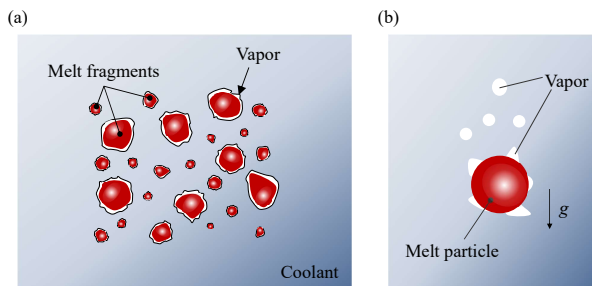 (a)
Melt fragments
Vapor
Coolant
(b)
Vapor
g
Melt particle